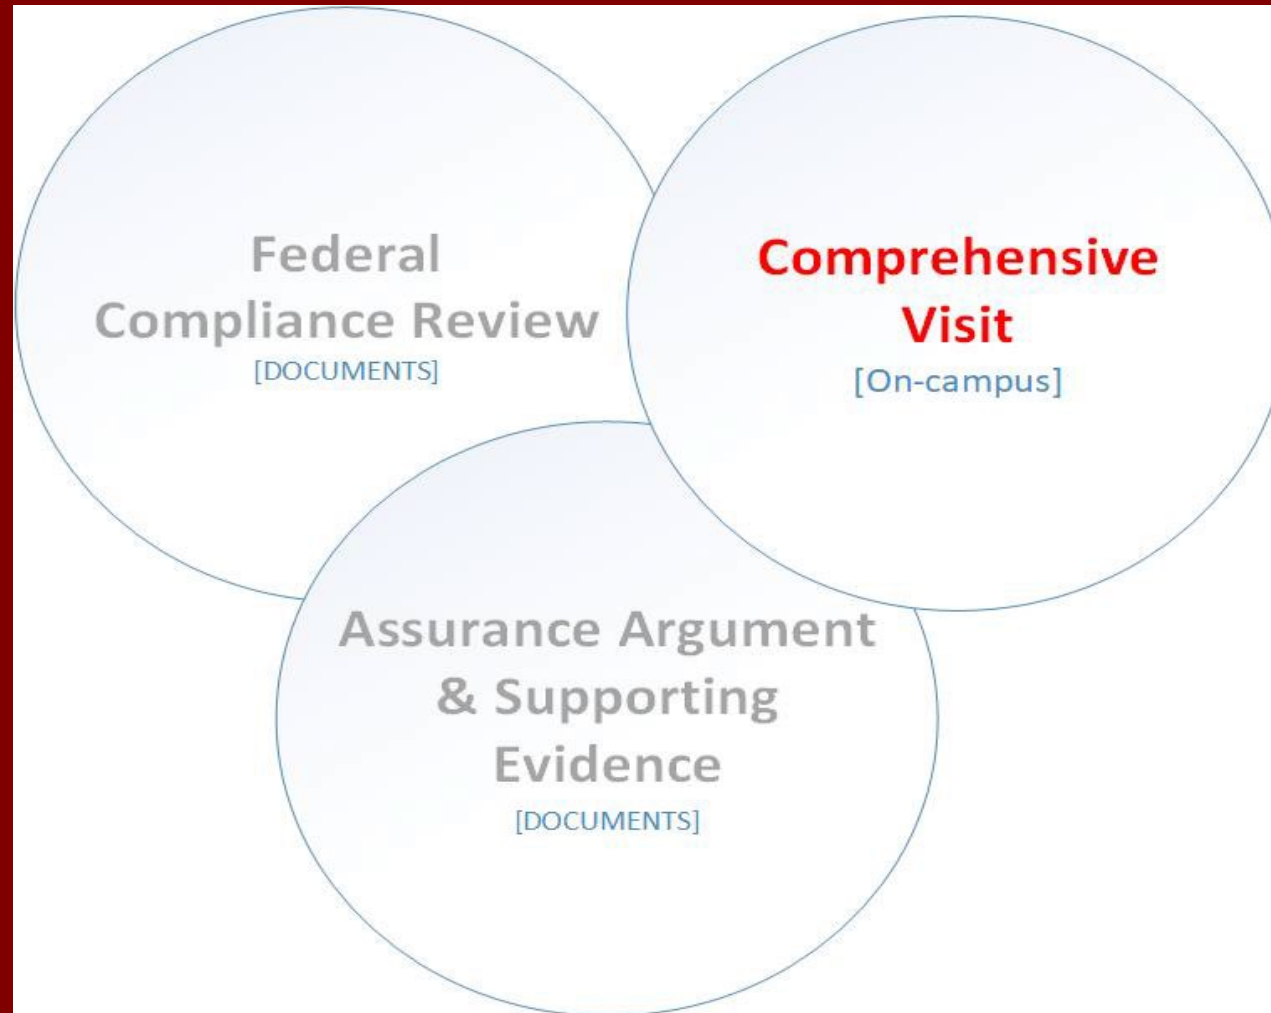 Federal
Compliance Review
[DOCUMENTS]
Comprehensive
Visit
[On-campus]
Assurance Argument
& Supporting
Evidence
[DOCUMENTS]